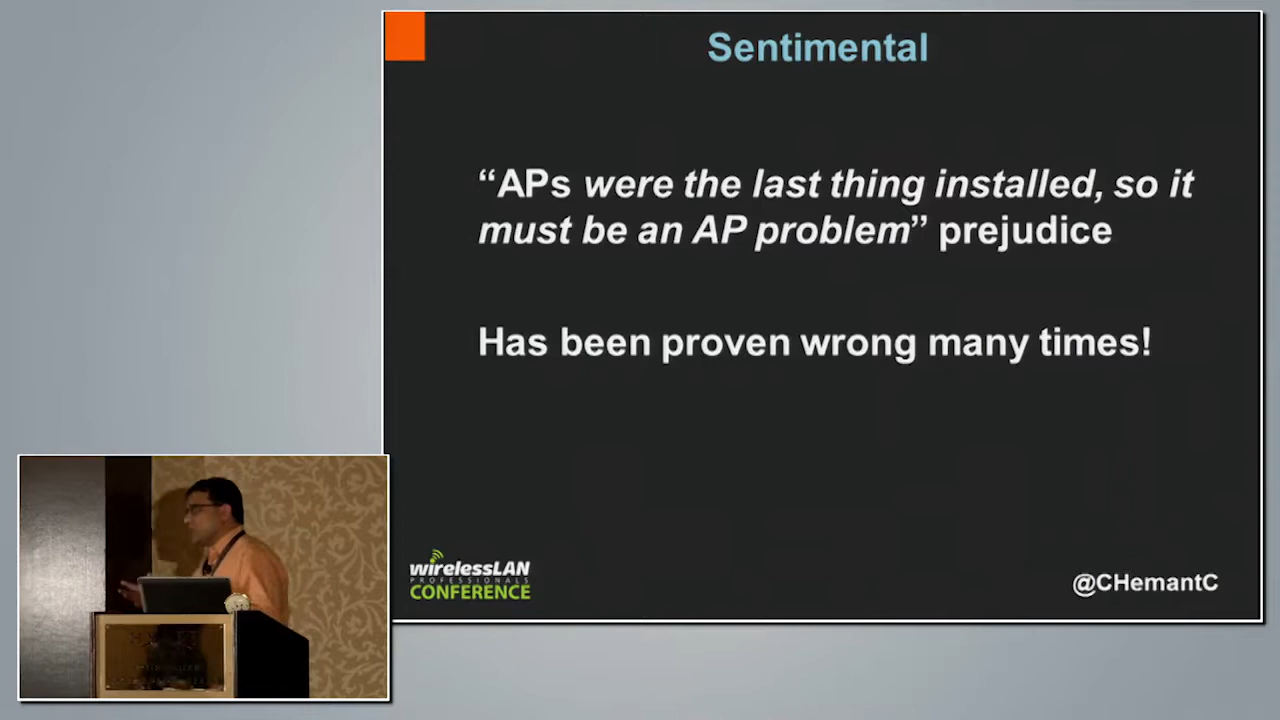 Sentimental
“APs were the last thing installed, so it
must be an AP problem” prejudice
Has been proven wrong many times!
wirelessLAN
PROFESSIONALS
CONFERENCE
@CHemantC